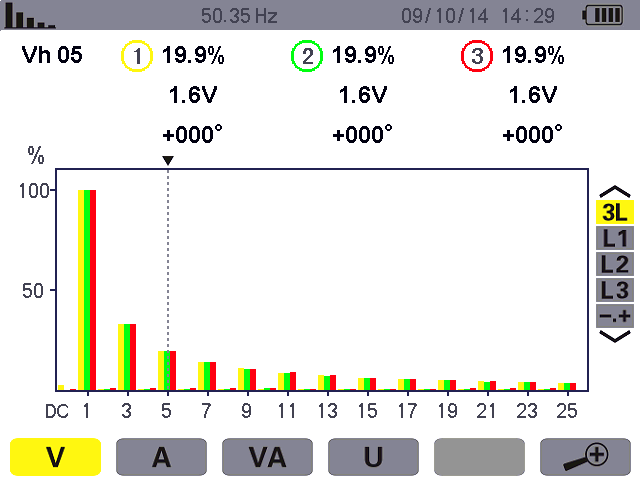 50.35 Hz 09/10/14 14:29
Vh 05 1 19.9% 2 19.9% 3 19.9%
1.6V 1.6V 1.6V
+000° +000° +000°
%
100
50
DC 1 3 5 7 9 11 13 15 17 19 21 23 25
3L
L1
L2
L3
-.+
V A VA U